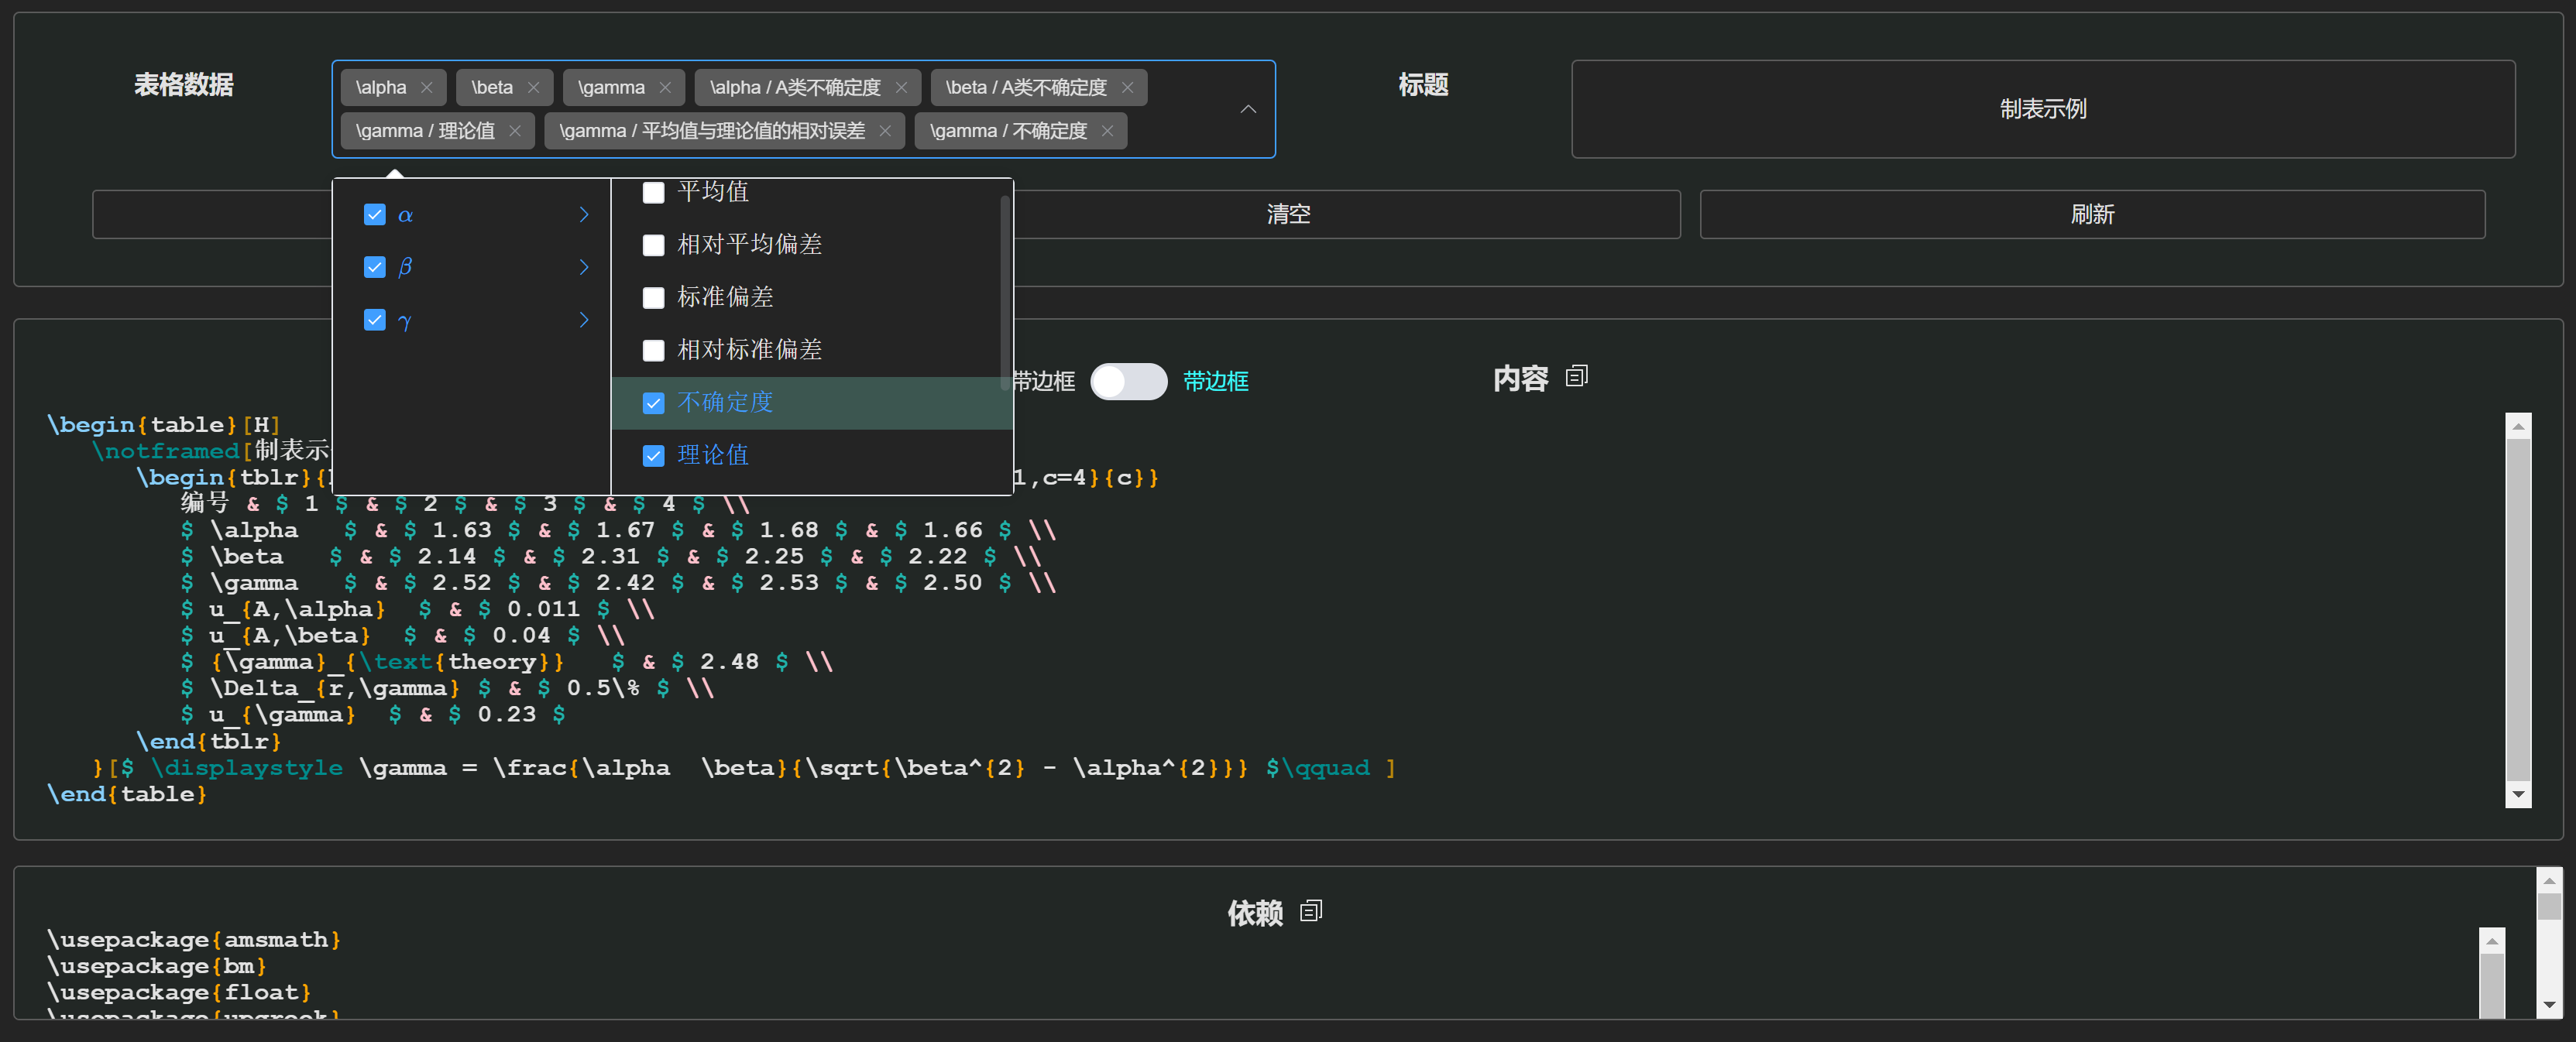 表格数据
\alpha
\beta
\gamma
\alpha / A类不确定度
\beta / A类不确定度
\gamma / 理论值
\gamma / 平均值与理论值的相对误差
\gamma / 不确定度
标题
制表示例
清空
刷新
α
β
γ
平均值
相对平均偏差
标准偏差
相对标准偏差
不确定度
理论值
带边框
带边框
内容
\begin{table}[H]
\notframed[制表示
\begin{tblr}{
1,c=4}{c}}
编号 & $ 1 $ & $ 2 $ & $ 3 $ & $ 4 $ \\
$ \alpha $ & $ 1.63 $ & $ 1.67 $ & $ 1.68 $ & $ 1.66 $ \\
$ \beta $ & $ 2.14 $ & $ 2.31 $ & $ 2.25 $ & $ 2.22 $ \\
$ \gamma $ & $ 2.52 $ & $ 2.42 $ & $ 2.53 $ & $ 2.50 $ \\
$ u_{A,\alpha} $ & $ 0.011 $ \\
$ u_{A,\beta} $ & $ 0.04 $ \\
$ {\gamma}_{\text{theory}} $ & $ 2.48 $ \\
$ \Delta_{r,\gamma} $ & $ 0.5\% $ \\
$ u_{\gamma} $ & $ 0.23 $
\end{tblr}
}[$ \displaystyle \gamma = \frac{\alpha \beta}{\sqrt{\beta^{2} - \alpha^{2}}} $\qquad ]
\end{table}
依赖
\usepackage{amsmath}
\usepackage{bm}
\usepackage{float}
\usepackage{upgreek}